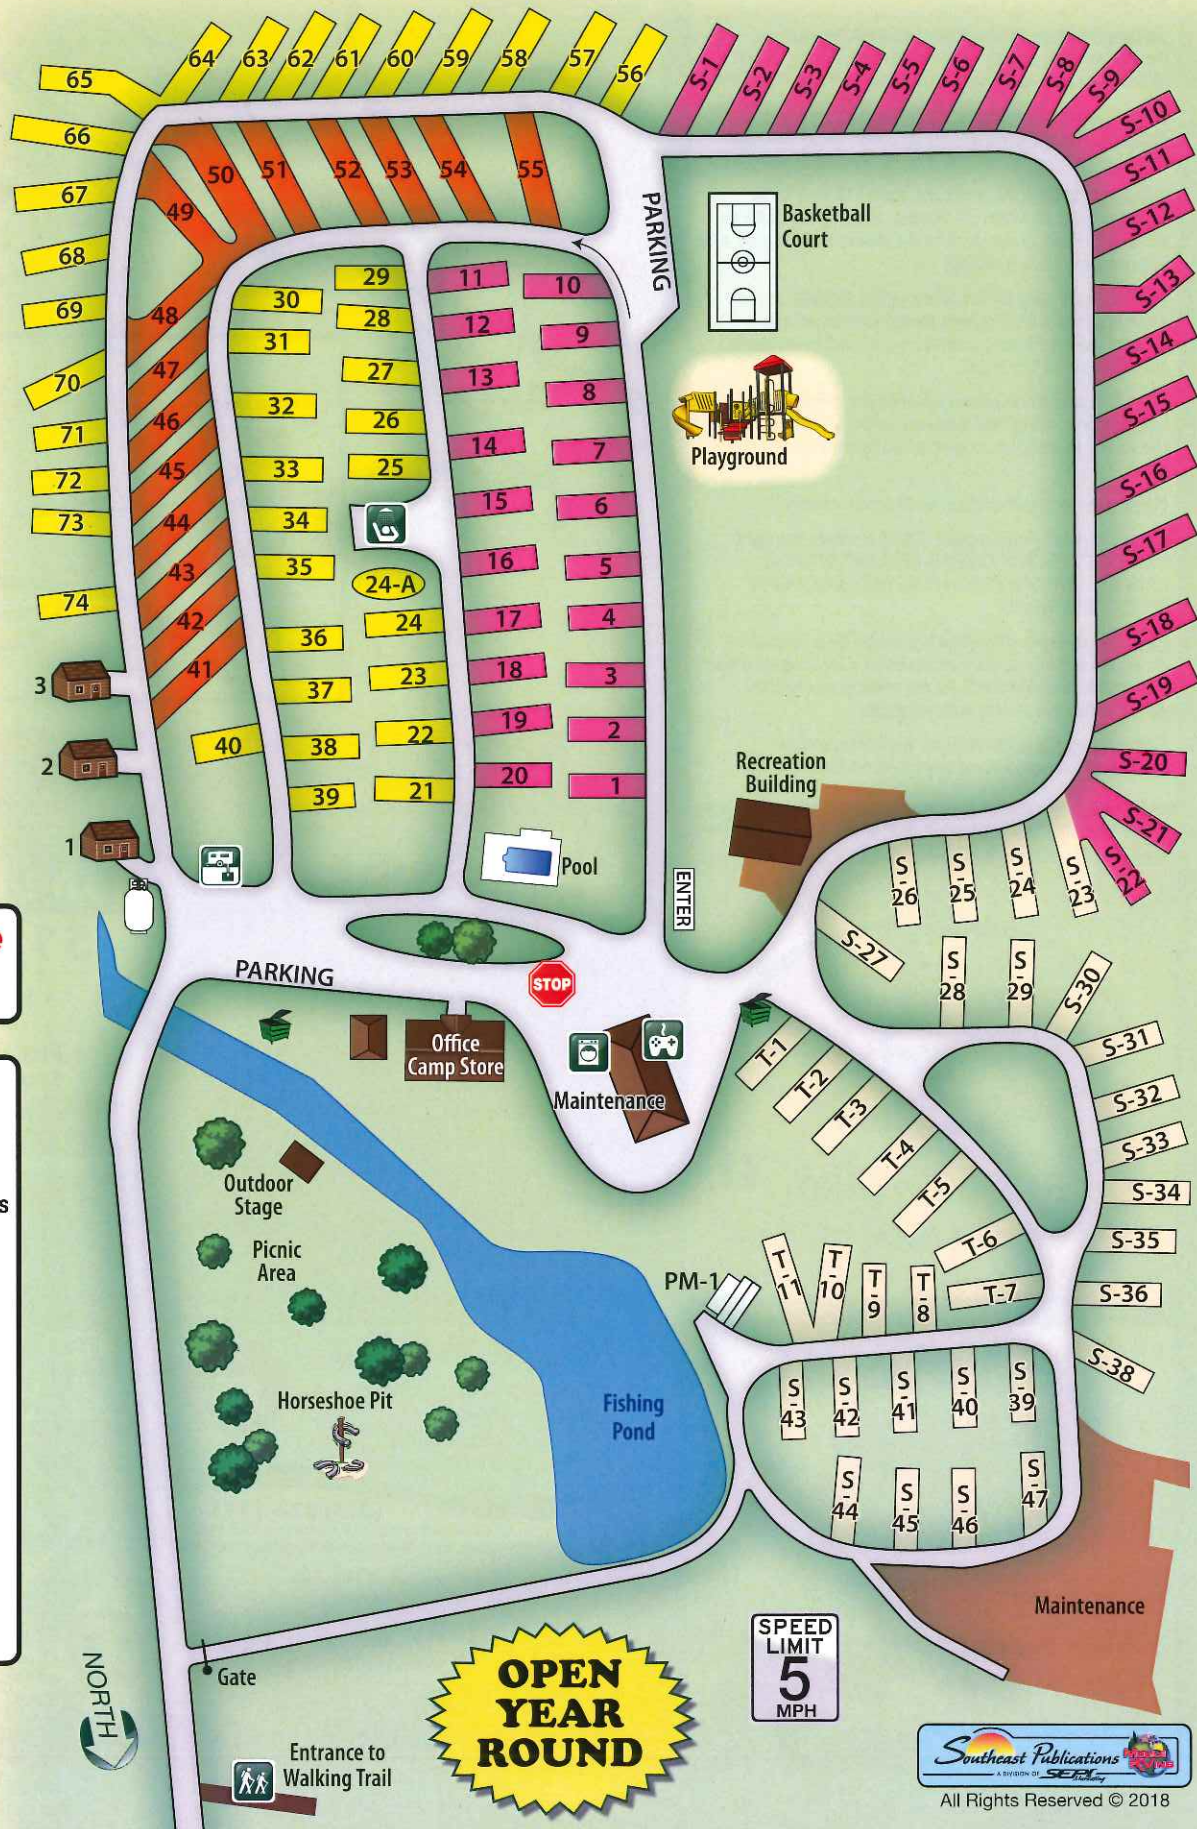 64
63
62
61
60
59
58
57
56
65
66
67
68
69
70
71
72
73
74
S-1
S-2
S-3
S-4
S-5
S-6
S-7
S-8
S-9
S-10
S-11
S-12
S-13
S-14
S-15
S-16
S-17
S-18
S-19
S-20
S-21
S-
22
50
51
52
53
54
55
49
48
47
46
45
44
43
42
41
40
PARKING
Basketball
Court
Playground
29
30
28
31
27
32
26
33
25
34
35
24-A
24
36
23
37
22
38
21
39
11
10
12
9
13
8
14
7
15
6
16
5
17
4
18
3
19
2
20
1
3
2
1
Recreation
Building
Pool
ENTER
S
-
26
S
-
25
S
-
24
S
-
23
S-27
S
-
28
S
-
29
S-30
S-31
S-32
S-33
S-34
S-35
S-36
S-38
e
s
PARKING
STOP
Office
Camp Store
Maintenance
T-1
T-2
T-3
T-4
T-5
T-6
T-7
T
-
8
T
-
9
T
-
10
T
-
11
PM-1
Outdoor
Stage
Picnic
Area
Horseshoe Pit
Fishing
Pond
S
-
43
S
-
42
S
-
41
S
-
40
S
-
39
S
-
44
S
-
45
S
-
46
S
-
47
Maintenance
Gate
NORTH
OPEN
YEAR
ROUND
SPEED
LIMIT
5
MPH
Entrance to
Walking Trail
Southeast Publications
A DIVISION OF SEPI
All Rights Reserved © 2018